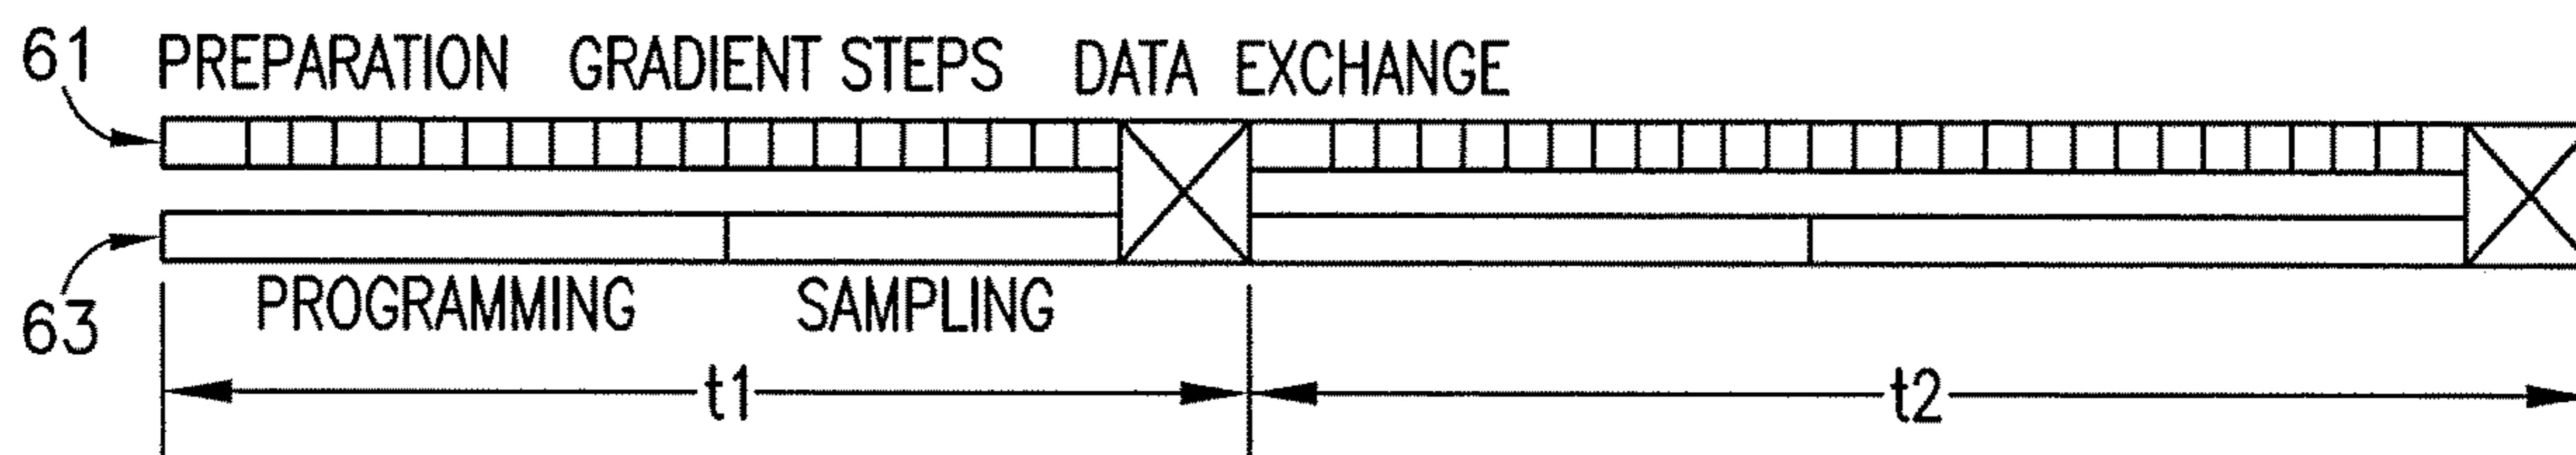 61 PREPARATION GRADIENT STEPS DATA EXCHANGE
63 PROGRAMMING SAMPLING
t1 t2